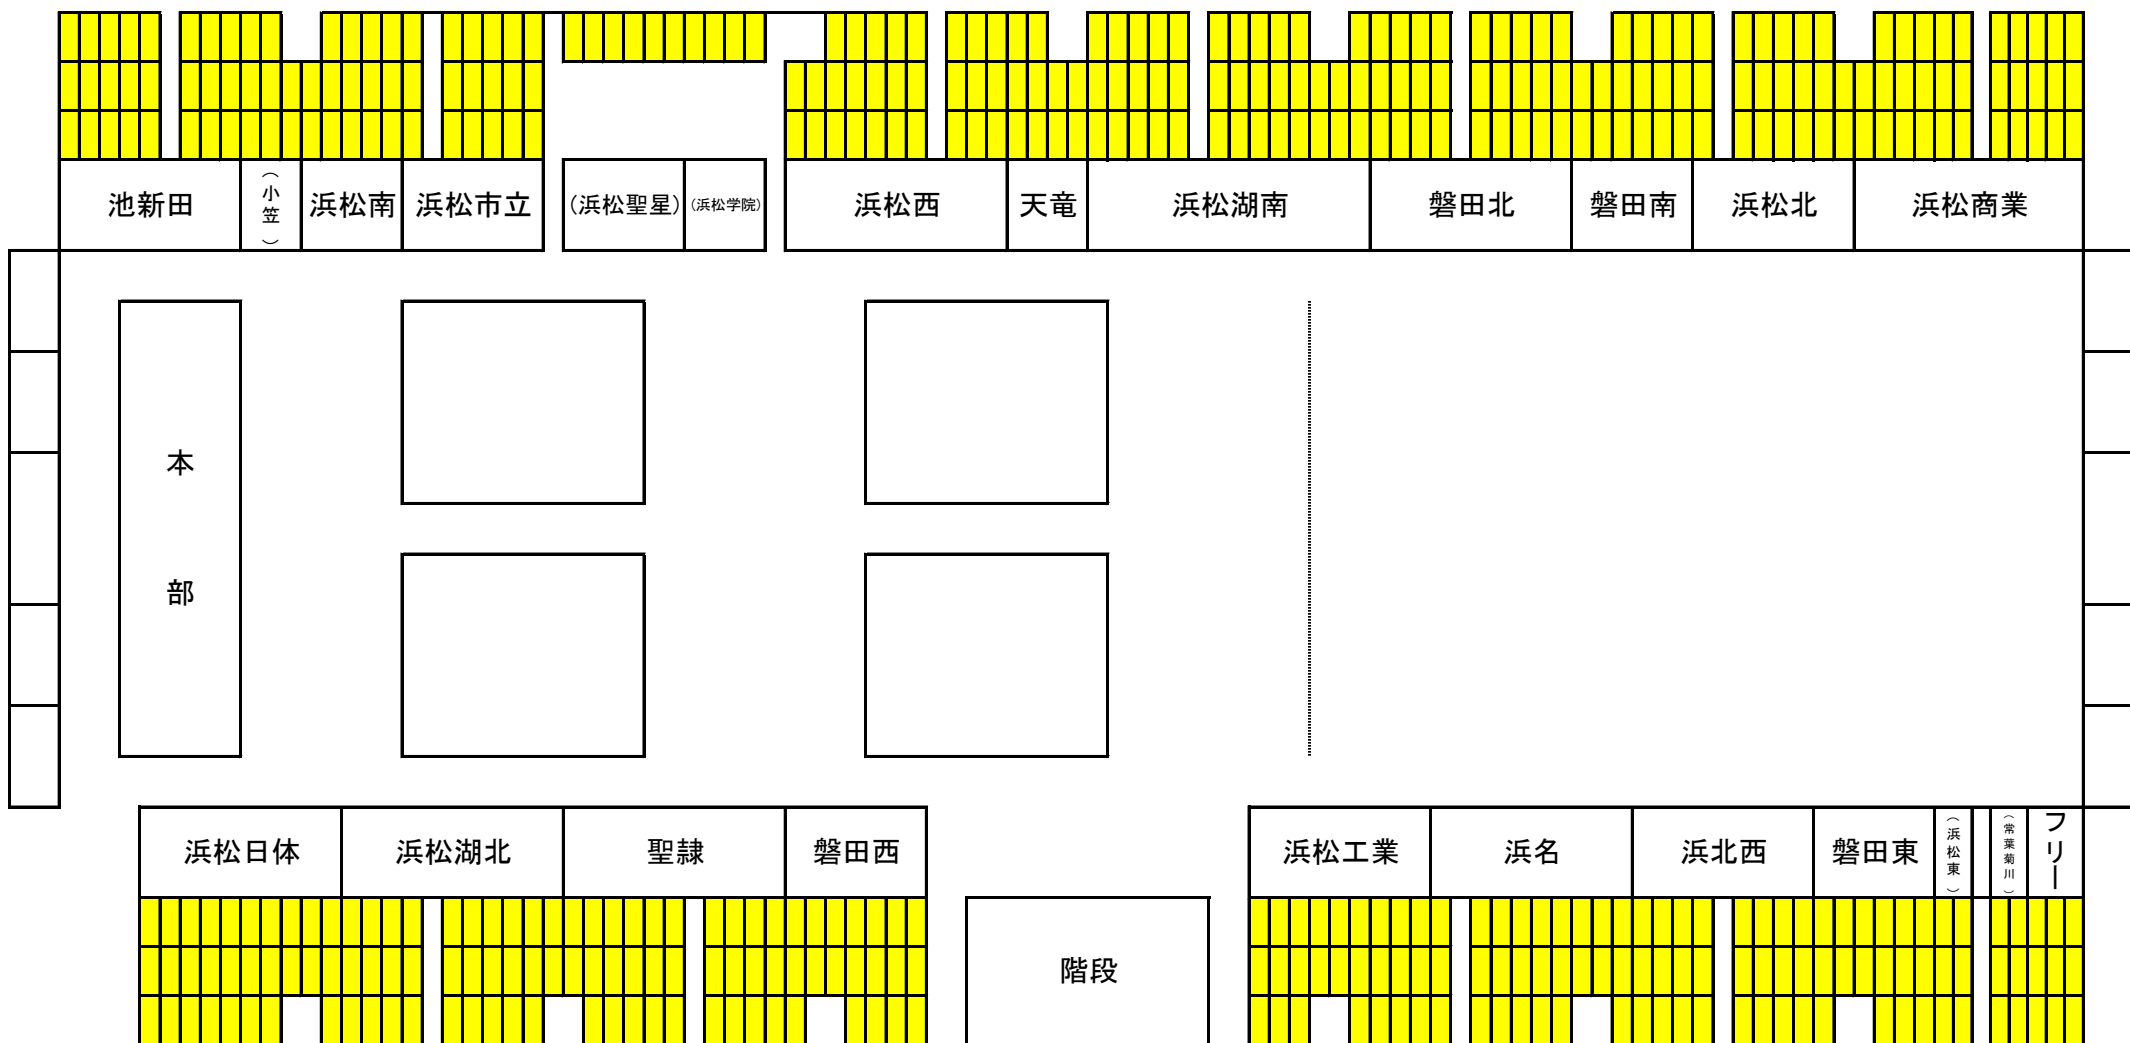 池新田
（小笠）
浜松南
浜松市立
（浜松聖星）
（浜松学院）
浜松西
天竜
浜松湖南
磐田北
磐田南
浜松北
浜松商業
本部
浜松日体
浜松湖北
聖隷
磐田西
浜松工業
浜名
浜北西
磐田東
（浜松東）
（常葉菊川）
フリー
階段